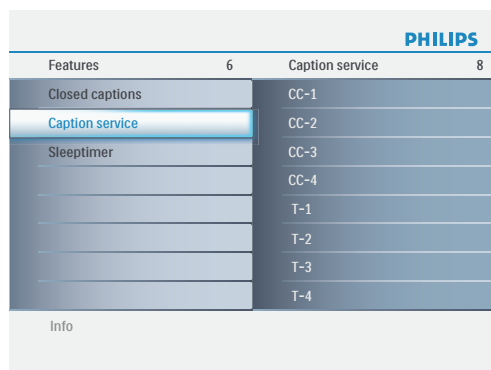 PHILIPS
Features 6
Closed captions
Caption service
Sleeptimer
Info
Caption service 8
CC-1
CC-2
CC-3
CC-4
T-1
T-2
T-3
T-4